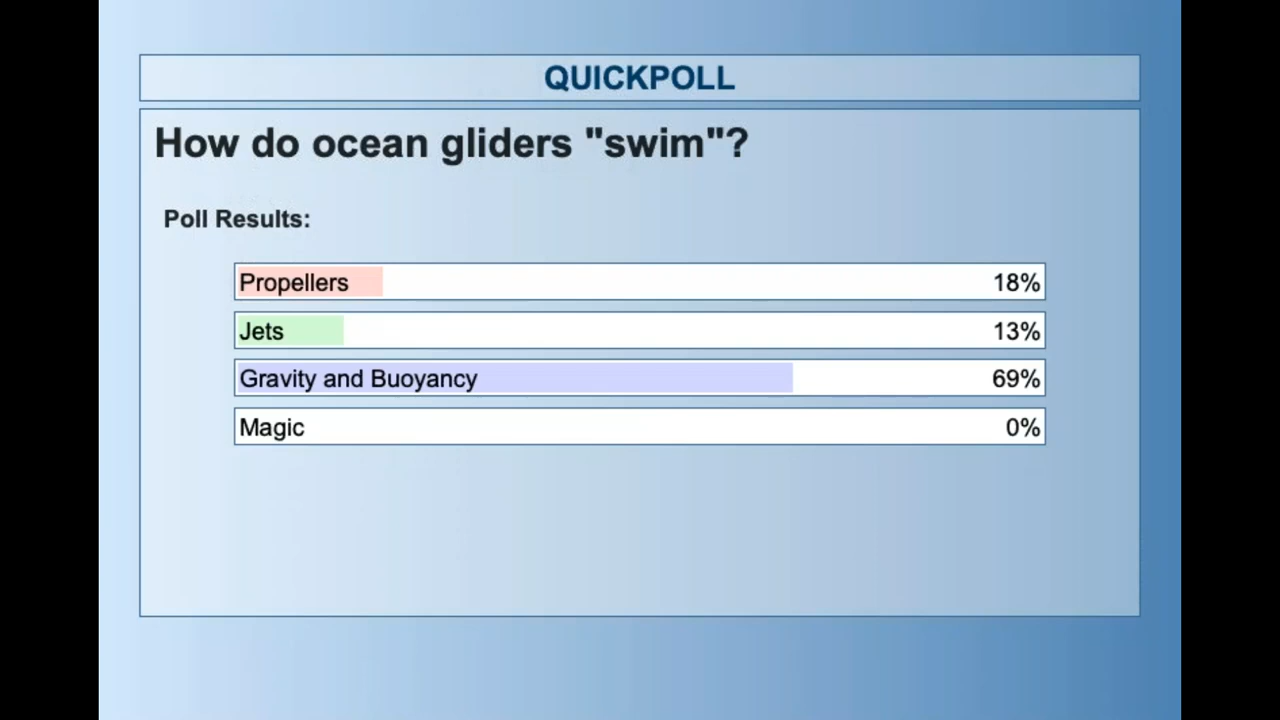 QUICKPOLL
How do ocean gliders "swim"?
Poll Results:
Propellers 18%
Jets 13%
Gravity and Buoyancy 69%
Magic 0%